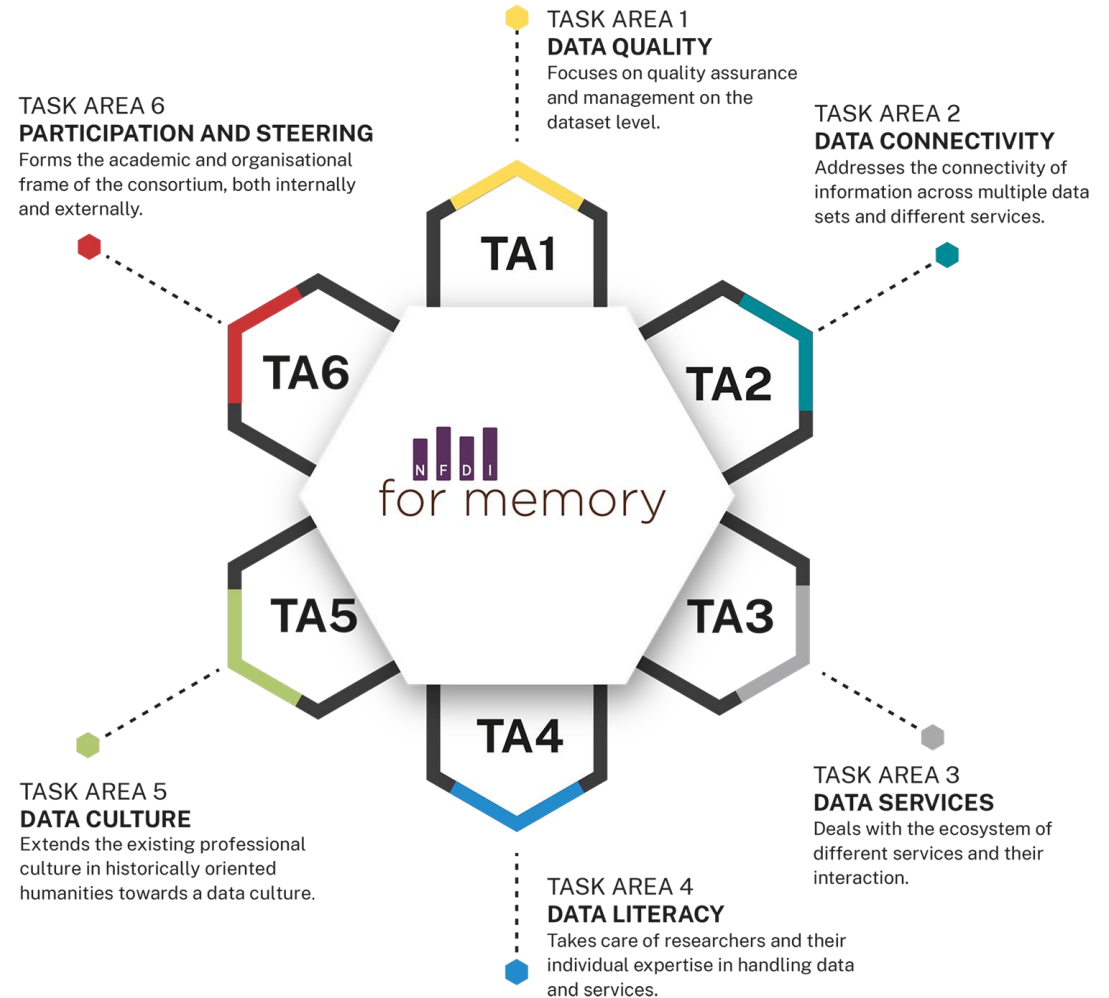 TASK AREA 1
DATA QUALITY
Focuses on quality assurance
and management on the
dataset level.
TASK AREA 6
PARTICIPATION AND STEERING
Forms the academic and organisational
frame of the consortium, both internally
and externally.
TASK AREA 2
DATA CONNECTIVITY
Addresses the connectivity of
information across multiple data
sets and different services.
TA1
TA6
TA2
N F D I
for memory
TA5
TA3
TA4
TASK AREA 5
DATA CULTURE
Extends the existing professional
culture in historically oriented
humanities towards a data culture.
TASK AREA 3
DATA SERVICES
Deals with the ecosystem of
different services and their
interaction.
TASK AREA 4
DATA LITERACY
Takes care of researchers and their
individual expertise in handling data
and services.